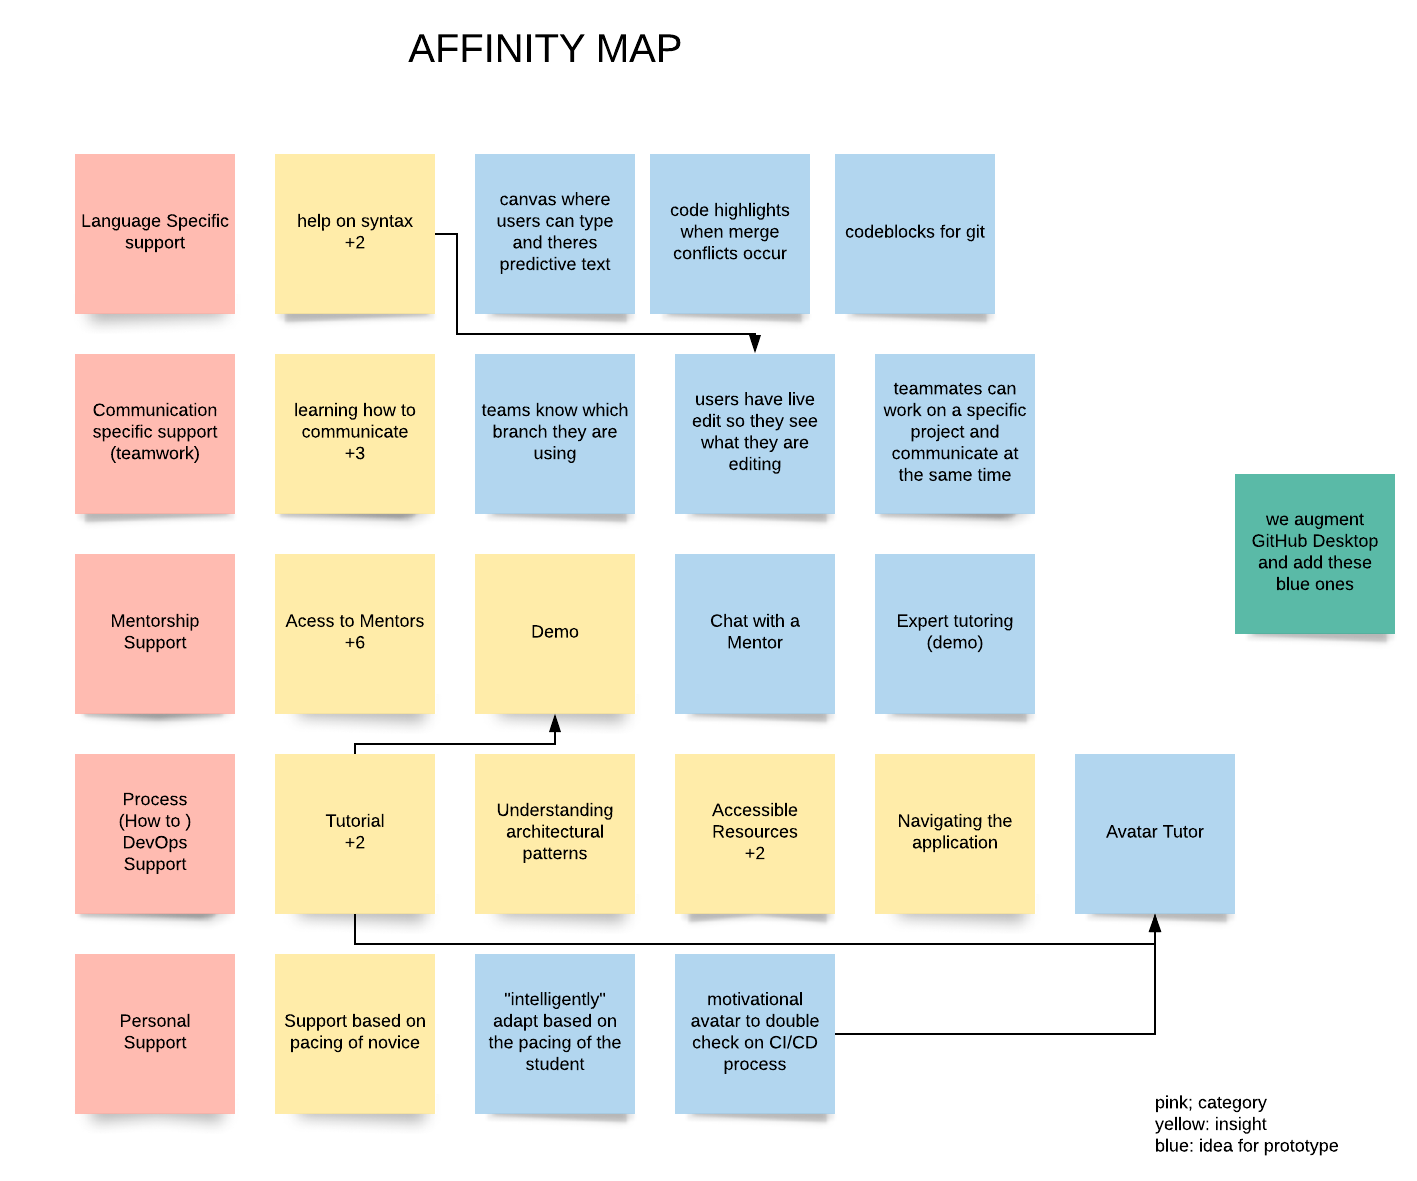 AFFINITY MAP
Language Specific
support
help on syntax
+2
canvas where
users can type
and theres
predictive text
code highlights
when merge
conflicts occur
codeblocks for git
Communication
specific support
(teamwork)
learning how to
communicate
+3
teams know which
branch they are
using
users have live
edit so they see
what they are
editing
teammates can
work on a specific
project and
communicate at
the same time
we augment
GitHub Desktop
and add these
blue ones
Mentorship
Support
Acess to Mentors
+6
Demo
Chat with a
Mentor
Expert tutoring
(demo)
Process
(How to )
DevOps
Support
Tutorial
+2
Understanding
architectural
patterns
Accessible
Resources
+2
Navigating the
application
Avatar Tutor
Personal
Support
Support based on
pacing of novice
"intelligently"
adapt based on
the pacing of the
student
motivational
avatar to double
check on CI/CD
process
pink; category
yellow: insight
blue: idea for prototype